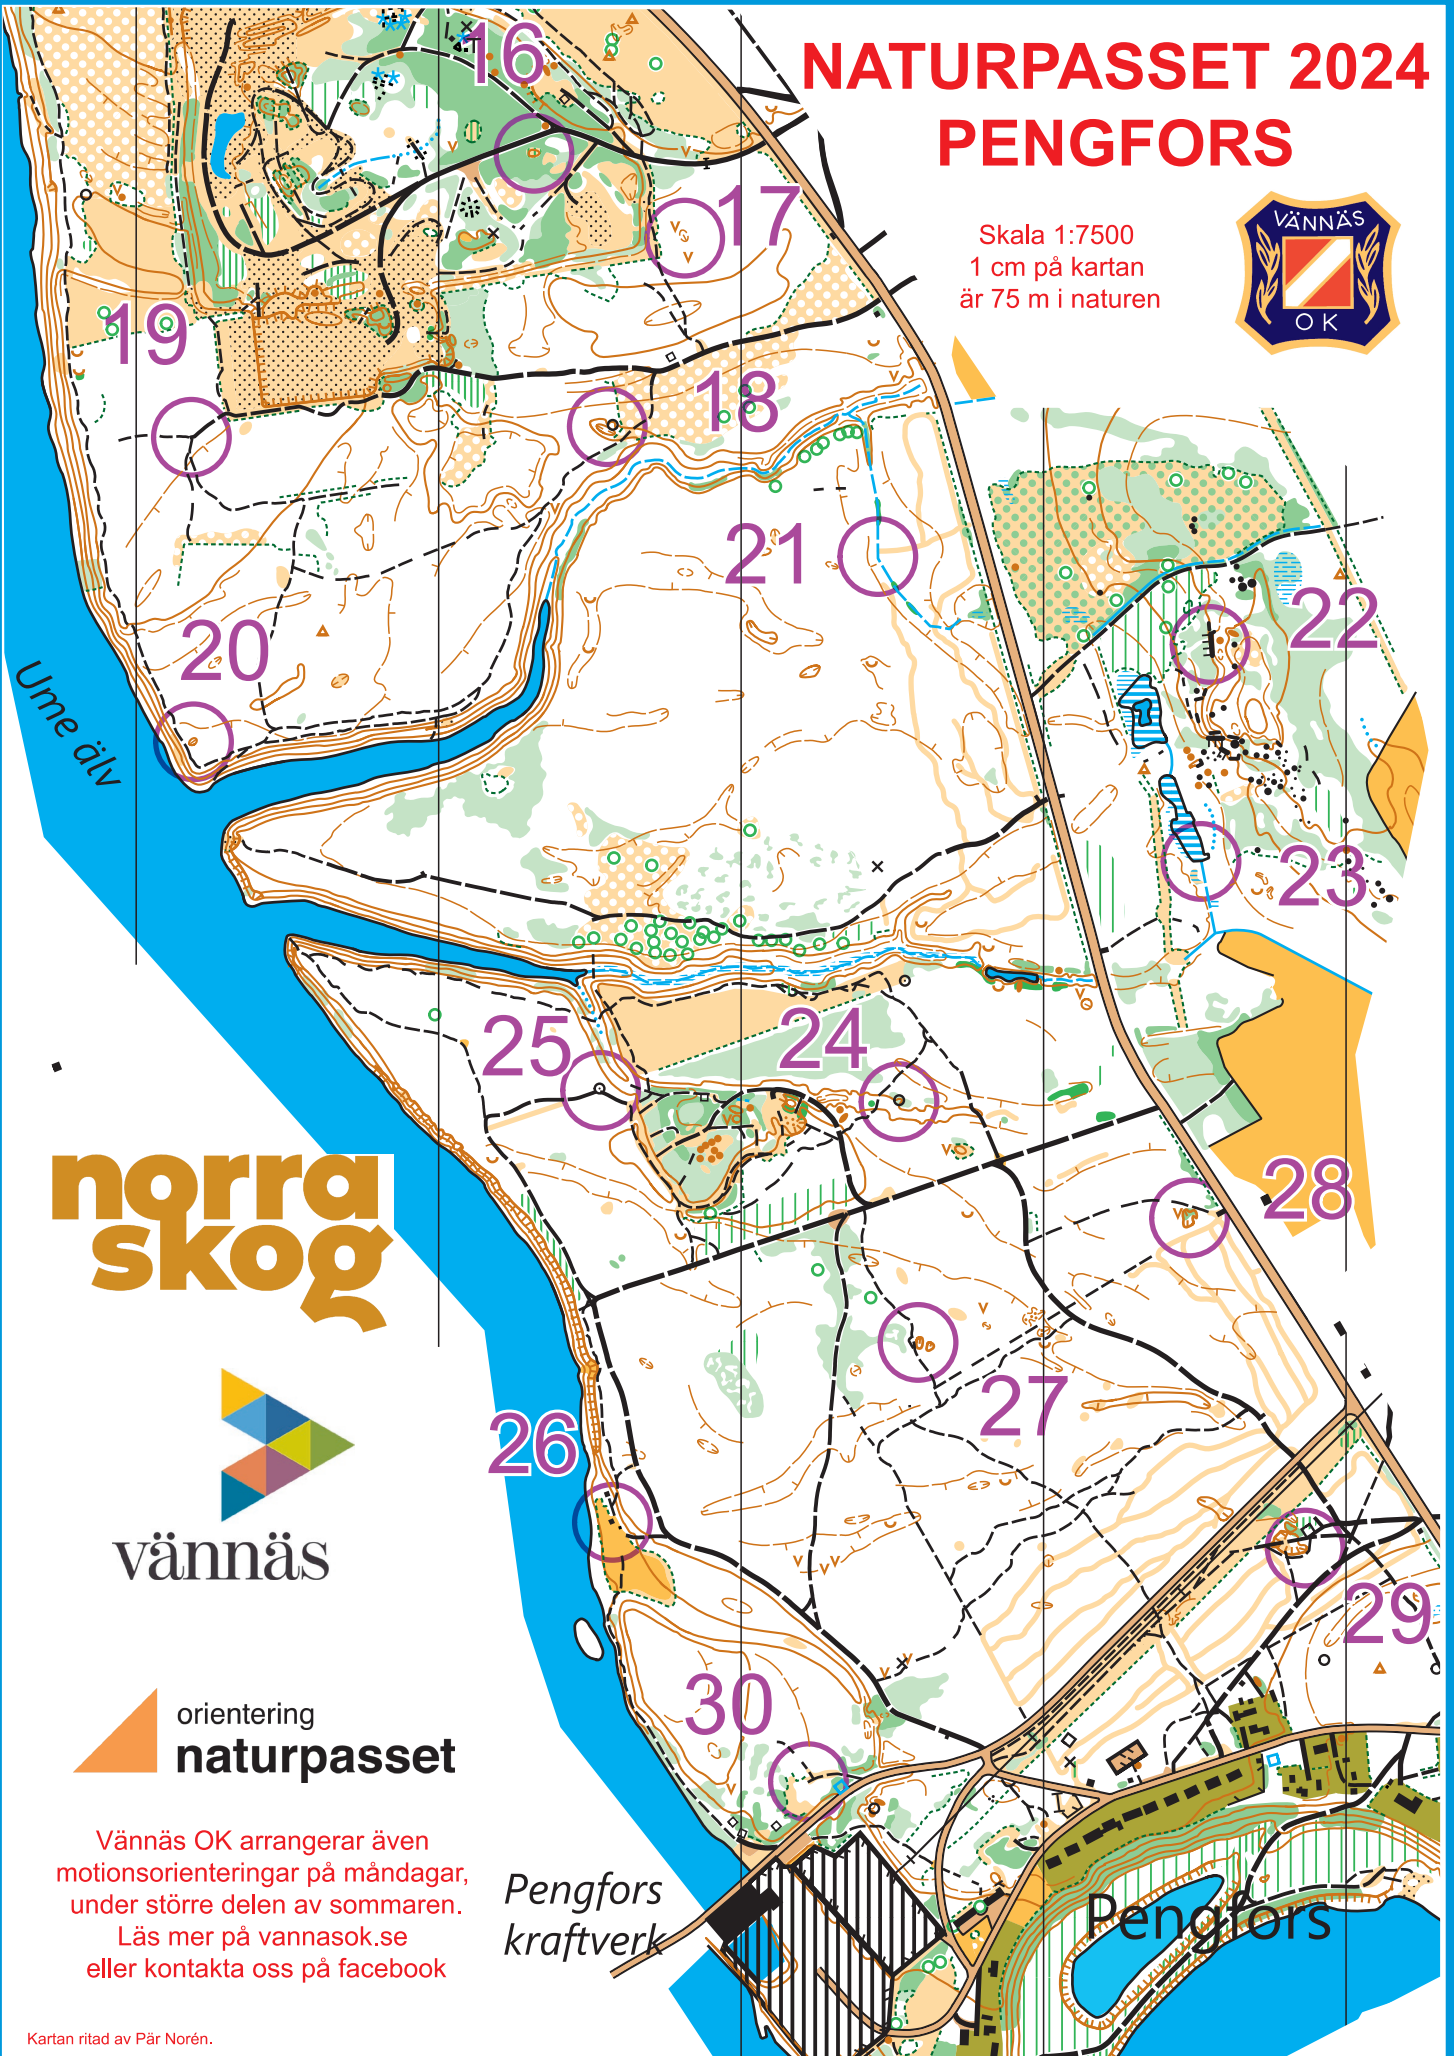 NATURPASSET 2024
PENGFORS
Skala 1:7500
1 cm på kartan
är 75 m i naturen
VÄNNÄS
OK
16
17
19
18
21
22
20
Ume älv
23
25
24
28
27
26
29
30
norra
skog
vännäs
orientering
naturpasset
Vännäs OK arrangerar även
motionsorienteringar på måndagar,
under större delen av sommaren.
Läs mer på vannasok.se
eller kontakta oss på facebook
Pengfors
kraftverk
Pengfors
Kartan ritad av Pär Norén.